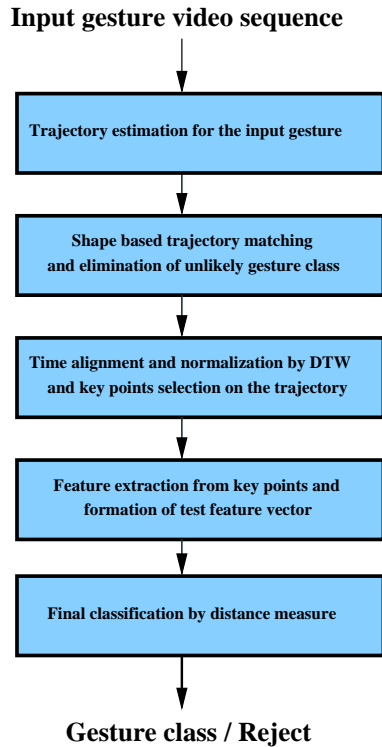 Input gesture video sequence
Trajectory estimation for the input gesture
Shape based trajectory matching
and elimination of unlikely gesture class
Time alignment and normalization by DTW
and key points selection on the trajectory
Feature extraction from key points and
formation of test feature vector
Final classification by distance measure
Gesture class / Reject